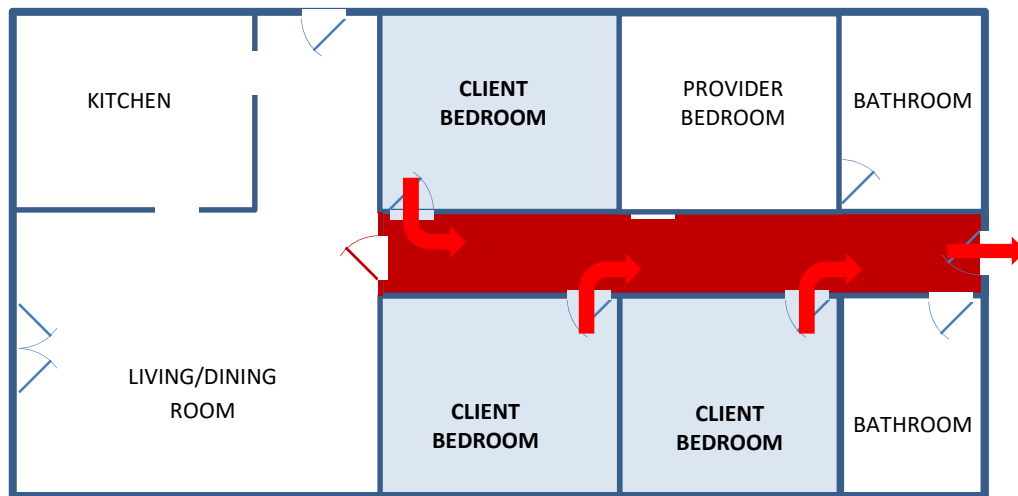 KITCHEN
CLIENT
BEDROOM
PROVIDER
BEDROOM
BATHROOM
LIVING/DINING
ROOM
CLIENT
BEDROOM
CLIENT
BEDROOM
BATHROOM